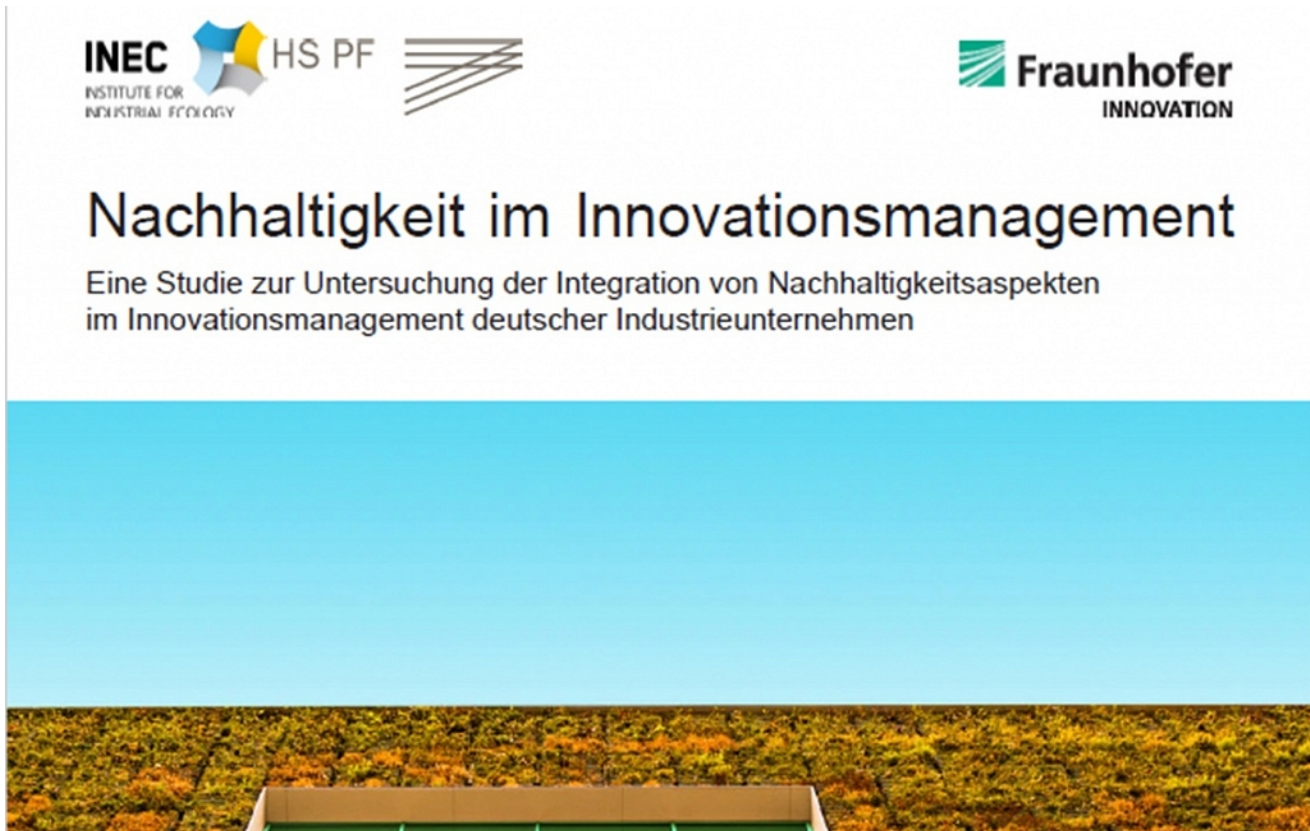 INEC
INSTITUTE FOR
INDUSTRIAL ECOLOGY
HS PF
Fraunhofer
INNOVATION
Nachhaltigkeit im Innovationsmanagement
Eine Studie zur Untersuchung der Integration von Nachhaltigkeitsaspekten
im Innovationsmanagement deutscher Industrieunternehmen